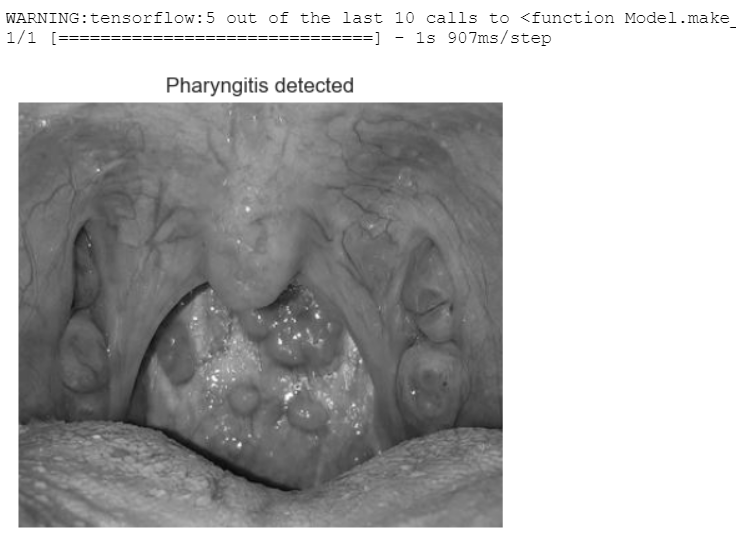 WARNING:tensorflow:5 out of the last 10 calls to <function Model.make_
1/1 [==============================] - 1s 907ms/step
Pharyngitis detected